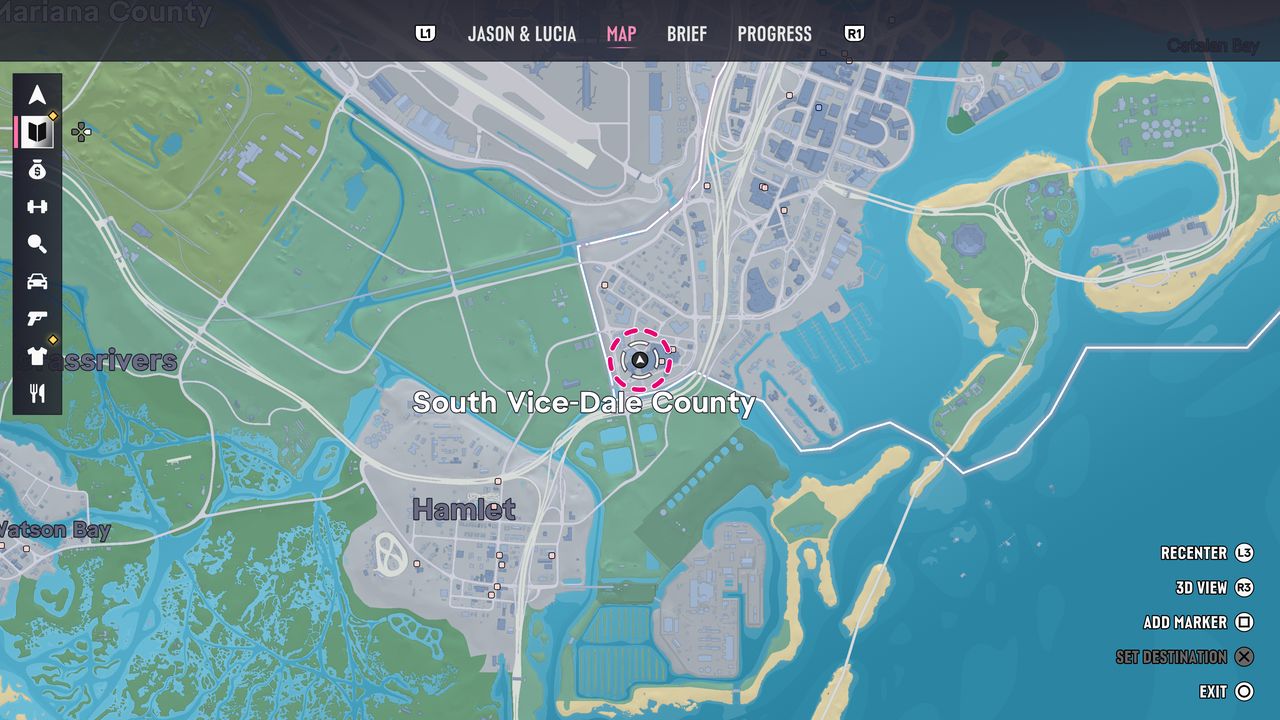 Mariana County
L1
JASON & LUCIA
MAP
BRIEF
PROGRESS
R1
Catalan Bay
Grassrivers
South Vice-Dale County
Hamlet
Watson Bay
RECENTER L3
3D VIEW R3
ADD MARKER
SET DESTINATION
EXIT